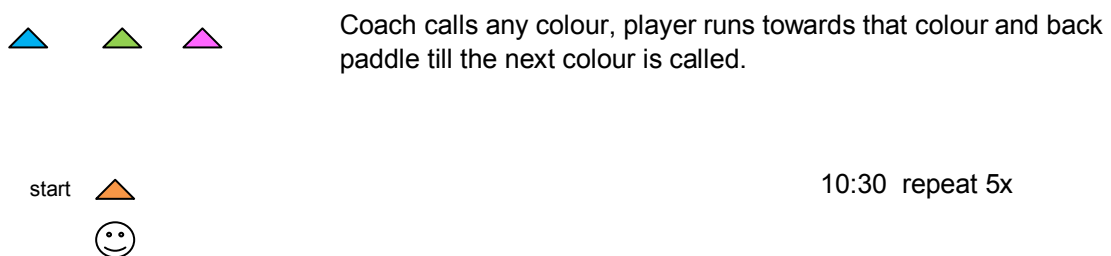 Coach calls any colour, player runs towards that colour and back
paddle till the next colour is called.
start
10:30 repeat 5x